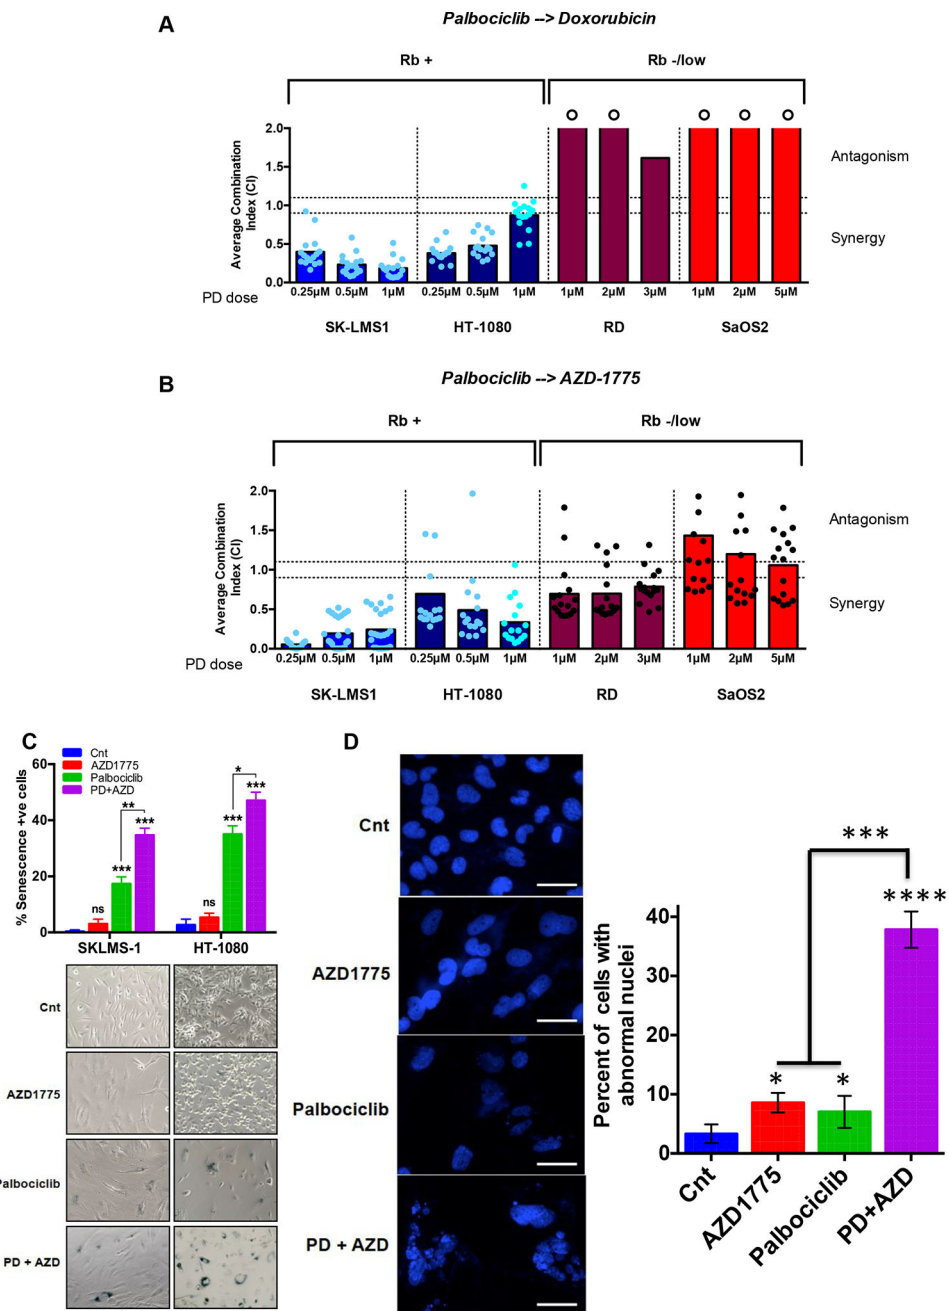 A
Palbociclib --> Doxorubicin
Rb +
Rb -/low
Average Combination
Index (CI)
2.0
1.5
1.0
0.5
0.0
Antagonism
Synergy
PD dose
0.25µM 0.5µM 1µM 0.25µM 0.5µM 1µM 1µM 2µM 3µM 1µM 2µM 5µM
SK-LMS1 HT-1080 RD SaOS2
B
Palbociclib --> AZD-1775
Rb +
Rb -/low
Average Combination
Index (CI)
2.0
1.5
1.0
0.5
0.0
Antagonism
Synergy
PD dose
0.25µM 0.5µM 1µM 0.25µM 0.5µM 1µM 1µM 2µM 3µM 1µM 2µM 5µM
SK-LMS1 HT-1080 RD SaOS2
C
Cnt
AZD1775
Palbociclib
PD+AZD
% Senescence +ve cells
60
40
20
0
ns
***
**
***
ns
***
*
***
SKLMS-1 HT-1080
Cnt
AZD1775
Palbociclib
PD + AZD
D
Cnt
AZD1775
Palbociclib
PD + AZD
Percent of cells with
abnormal nuclei
40
30
20
10
0
***
****
*
*
Cnt
AZD1775
Palbociclib
PD+AZD